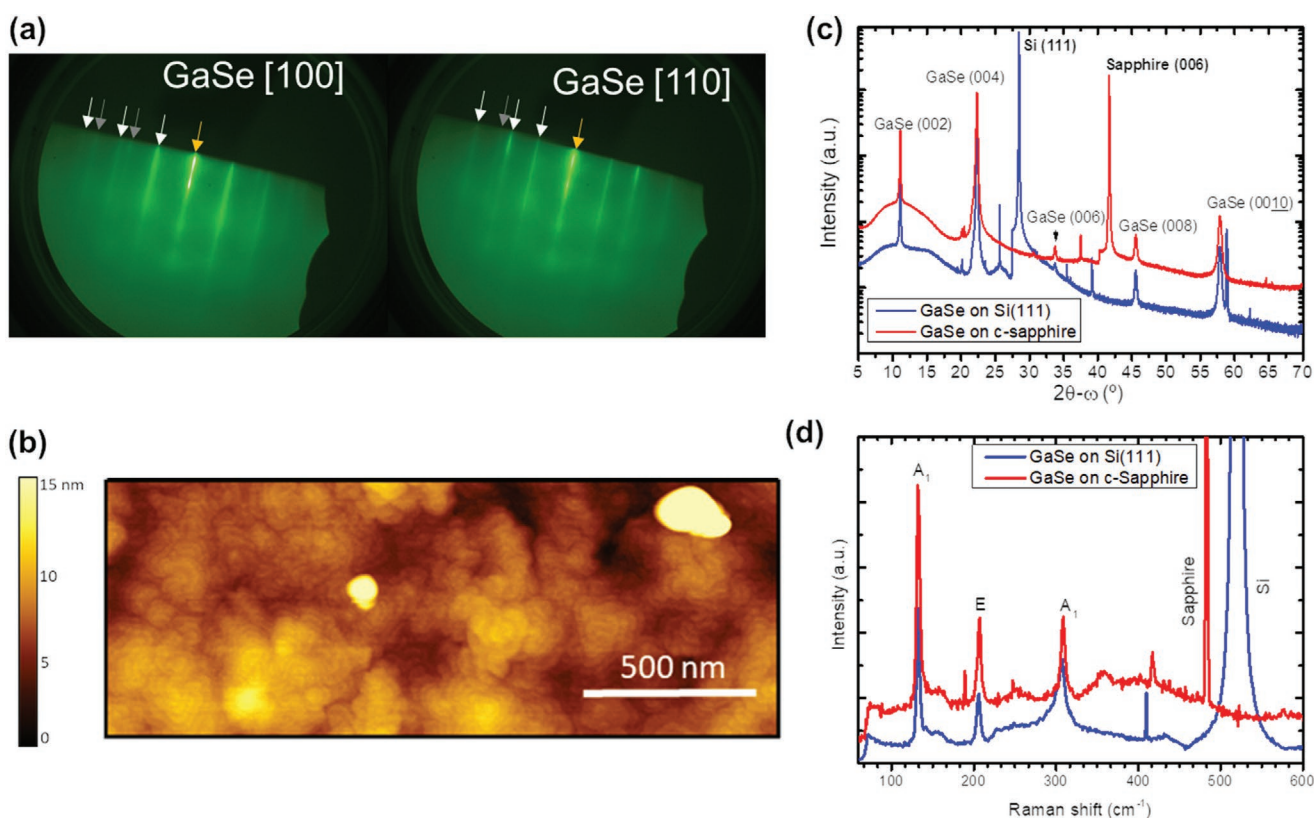 (a)
GaSe [100]
GaSe [110]
(b)
15 nm
10
5
0
500 nm
(c)
Intensity (a.u.)
GaSe (002)
GaSe (004)
Si (111)
GaSe (006)
Sapphire (006)
GaSe (008)
GaSe (0010)
GaSe on Si(111)
GaSe on c-sapphire
5 10 15 20 25 30 35 40 45 50 55 60 65 70
2θ-ω (°)
(d)
Intensity (a.u.)
GaSe on Si(111)
GaSe on c-Sapphire
A1
E
A1
Sapphire
Si
100 200 300 400 500 600
Raman shift (cm-1)